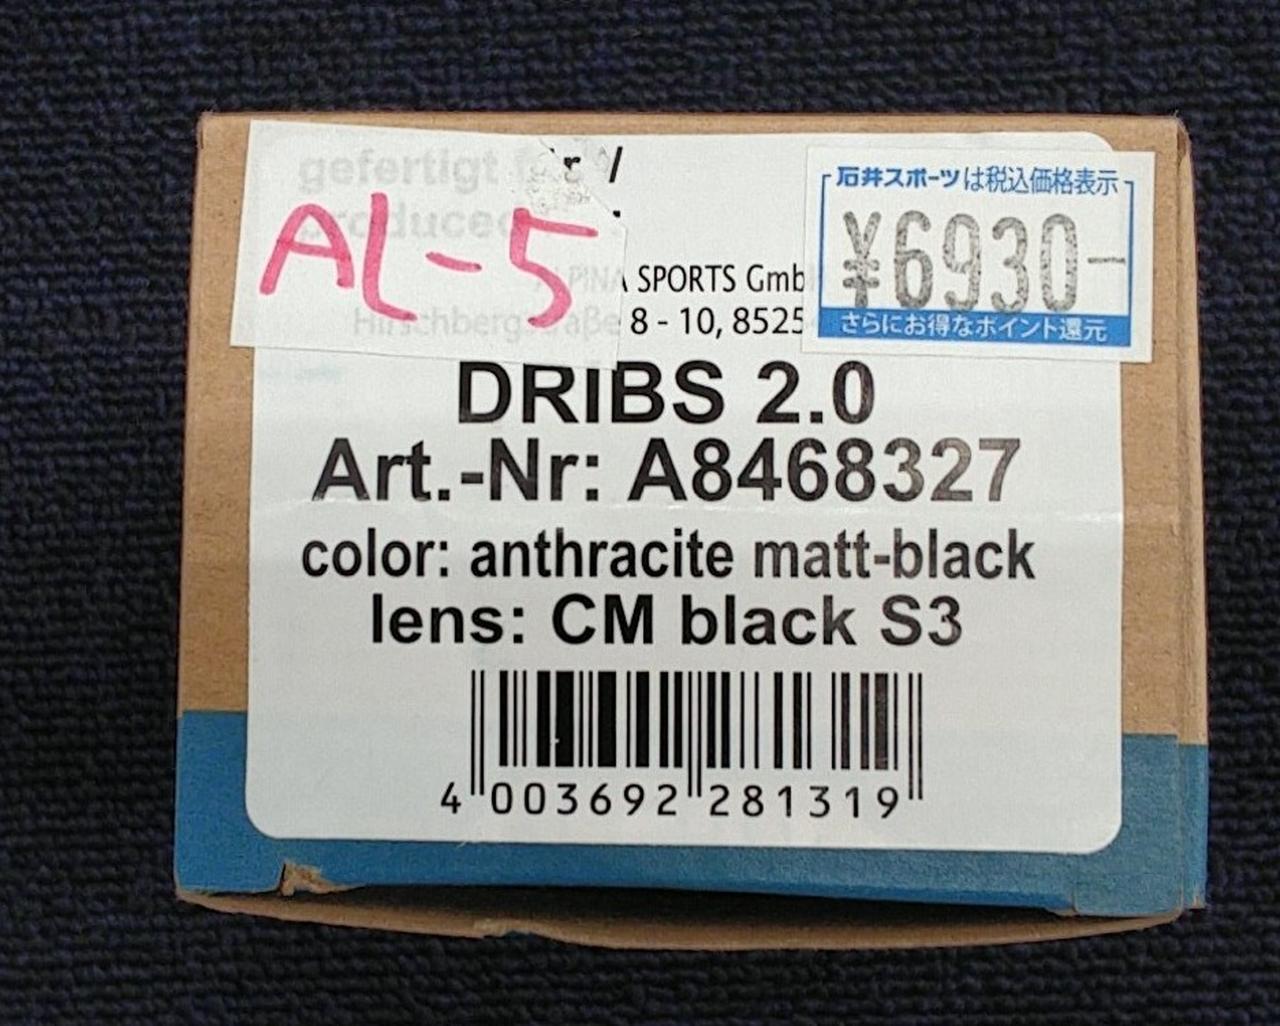 gefertigt für /
produced
ALPINA SPORTS Gmb
Hirschbergstraße 8 - 10, 8525
AL-5
石井スポーツは税込価格表示
¥6930-
さらにお得なポイント還元
DRIBS 2.0
Art.-Nr: A8468327
color: anthracite matt-black
lens: CM black S3
4 003692 281319